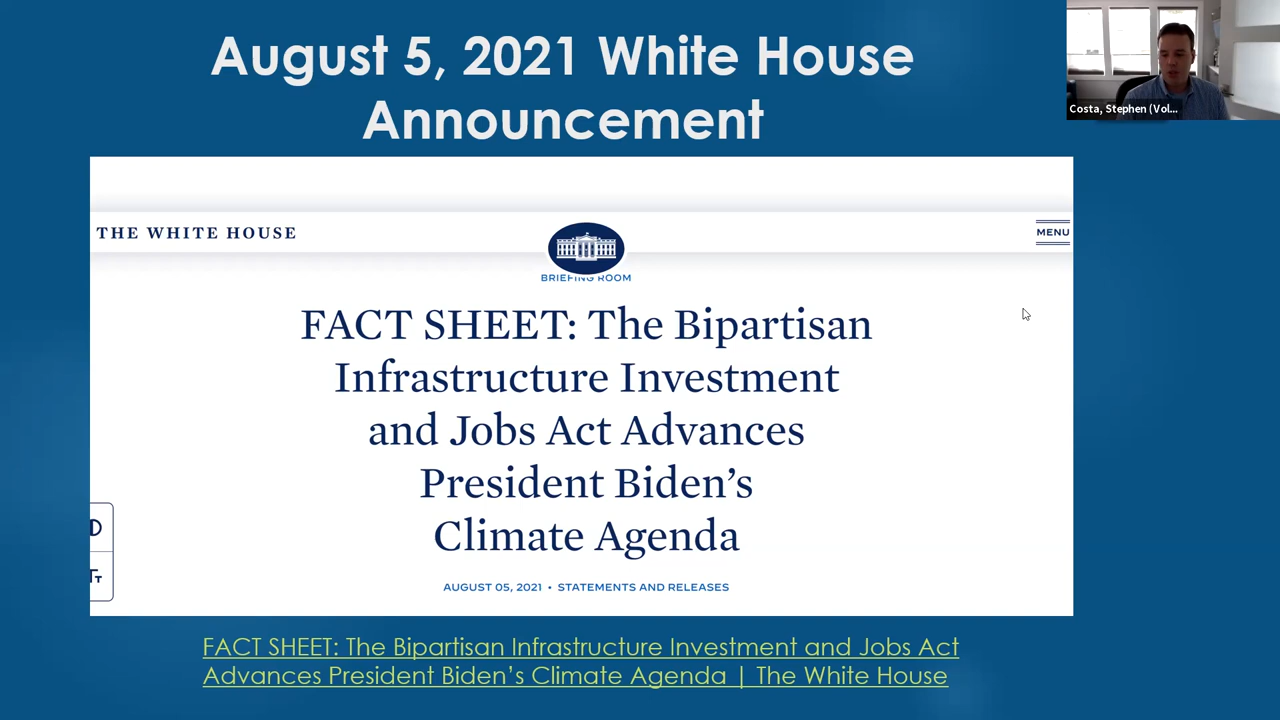 August 5, 2021 White House
Announcement
Costa, Stephen (Vol...
THE WHITE HOUSE
MENU
BRIEFING ROOM
FACT SHEET: The Bipartisan
Infrastructure Investment
and Jobs Act Advances
President Biden’s
Climate Agenda
Tт
AUGUST 05, 2021 • STATEMENTS AND RELEASES
FACT SHEET: The Bipartisan Infrastructure Investment and Jobs Act
Advances President Biden’s Climate Agenda | The White House